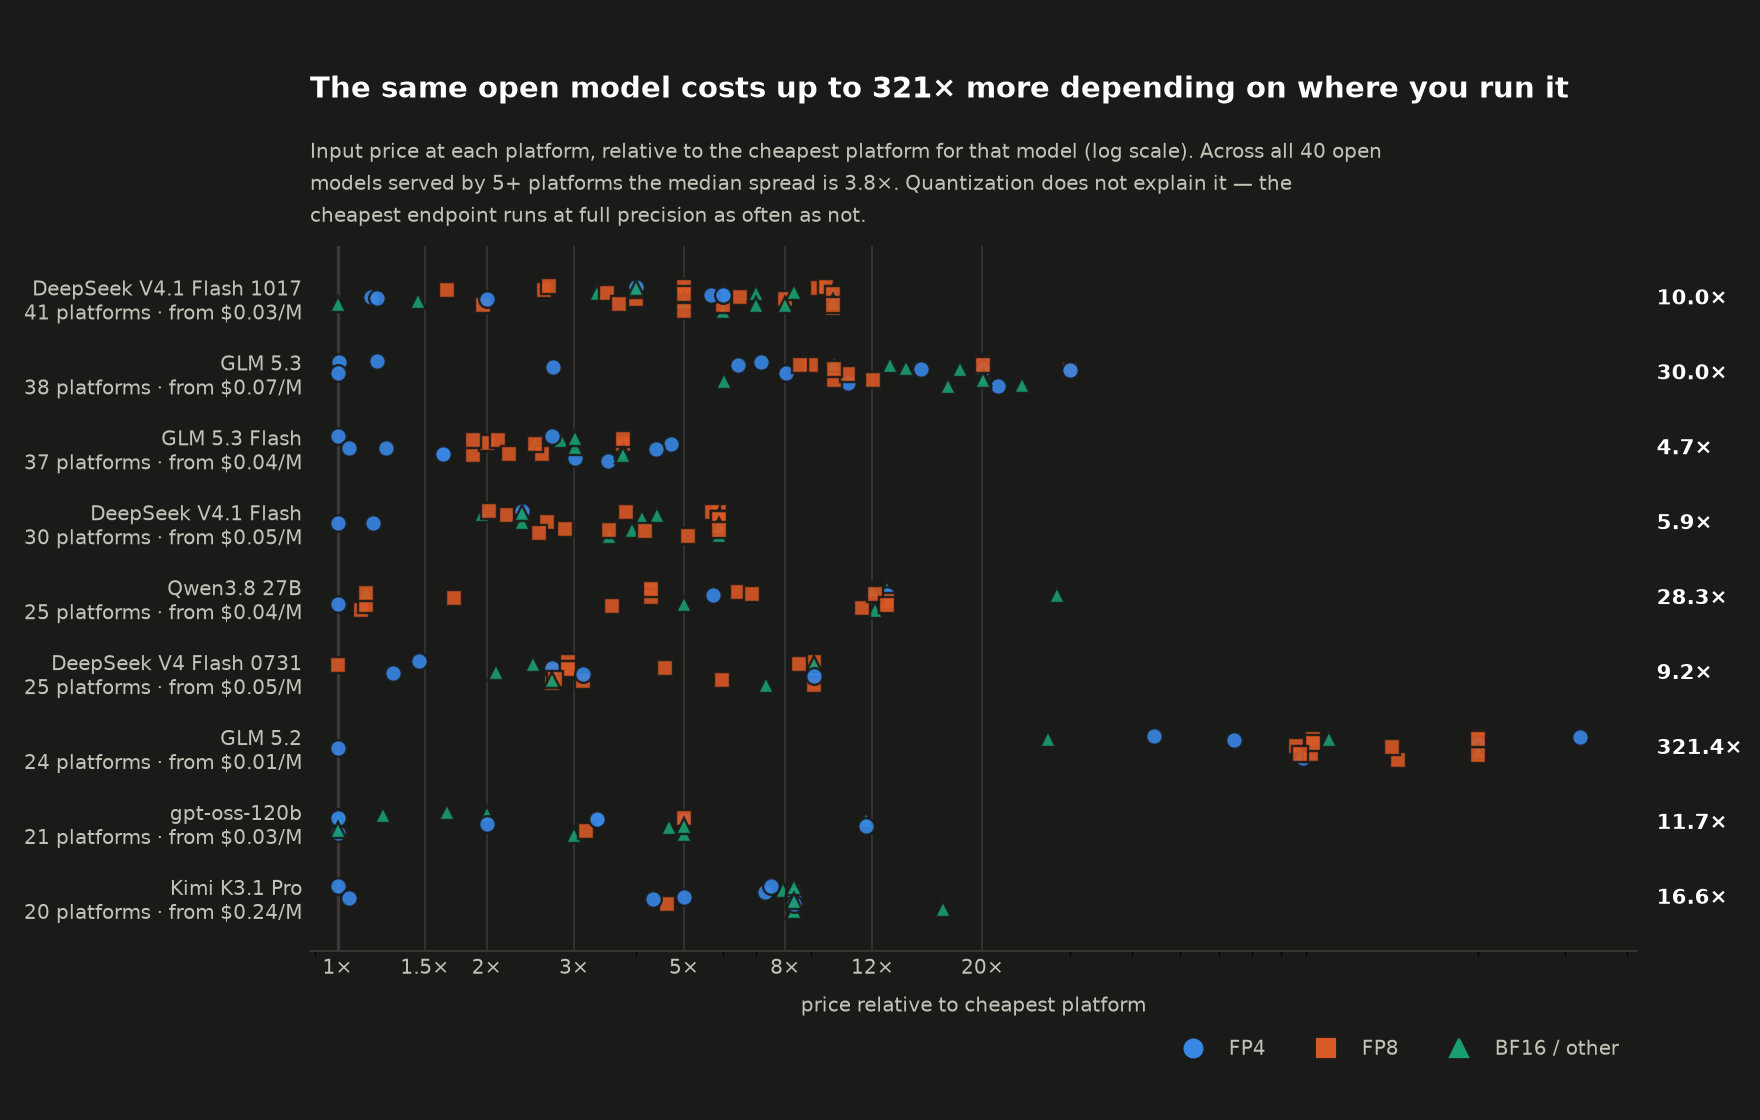 The same open model costs up to 321× more depending on where you run it
Input price at each platform, relative to the cheapest platform for that model (log scale). Across all 40 open
models served by 5+ platforms the median spread is 3.8×. Quantization does not explain it — the
cheapest endpoint runs at full precision as often as not.
DeepSeek V4.1 Flash 1017
41 platforms · from $0.03/M
10.0×
GLM 5.3
38 platforms · from $0.07/M
30.0×
GLM 5.3 Flash
37 platforms · from $0.04/M
4.7×
DeepSeek V4.1 Flash
30 platforms · from $0.05/M
5.9×
Qwen3.8 27B
25 platforms · from $0.04/M
28.3×
DeepSeek V4 Flash 0731
25 platforms · from $0.05/M
9.2×
GLM 5.2
24 platforms · from $0.01/M
321.4×
gpt-oss-120b
21 platforms · from $0.03/M
11.7×
Kimi K3.1 Pro
20 platforms · from $0.24/M
16.6×
1× 1.5× 2× 3× 5× 8× 12× 20×
price relative to cheapest platform
FP4 FP8 BF16 / other